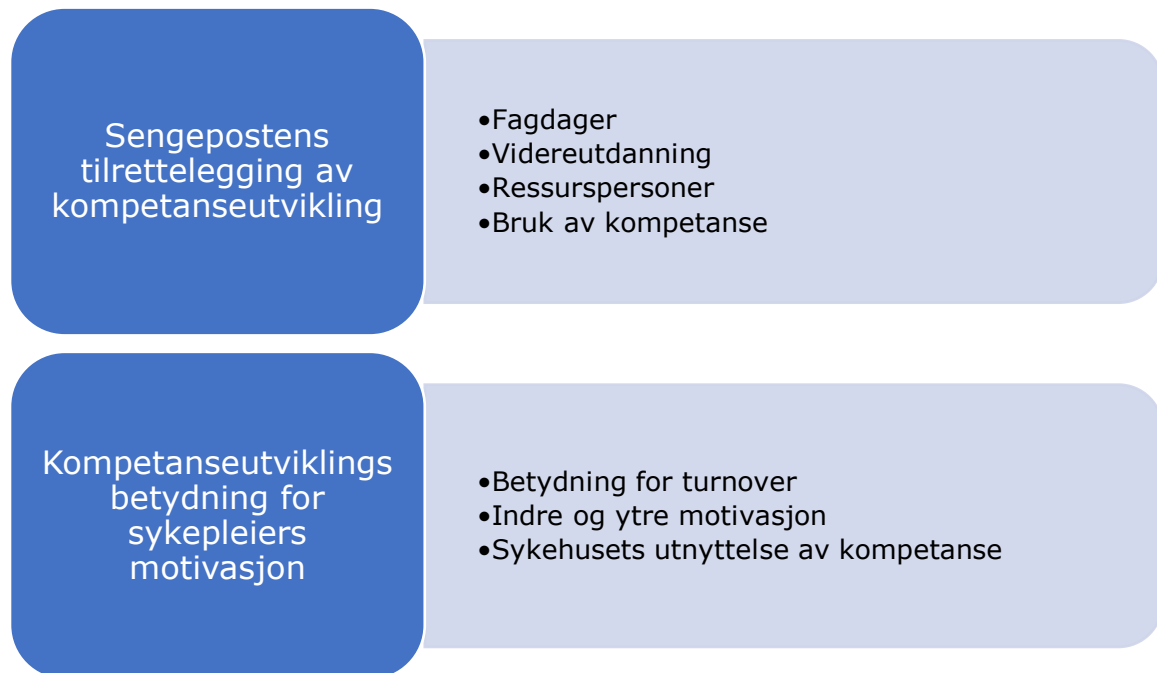 Sengepostens
tilrettelegging av
kompetanseutvikling
•Fagdager
•Videreutdanning
•Ressurspersoner
•Bruk av kompetanse
Kompetanseutviklings
betydning for
sykepleiers
motivasjon
•Betydning for turnover
•Indre og ytre motivasjon
•Sykehusets utnyttelse av kompetanse